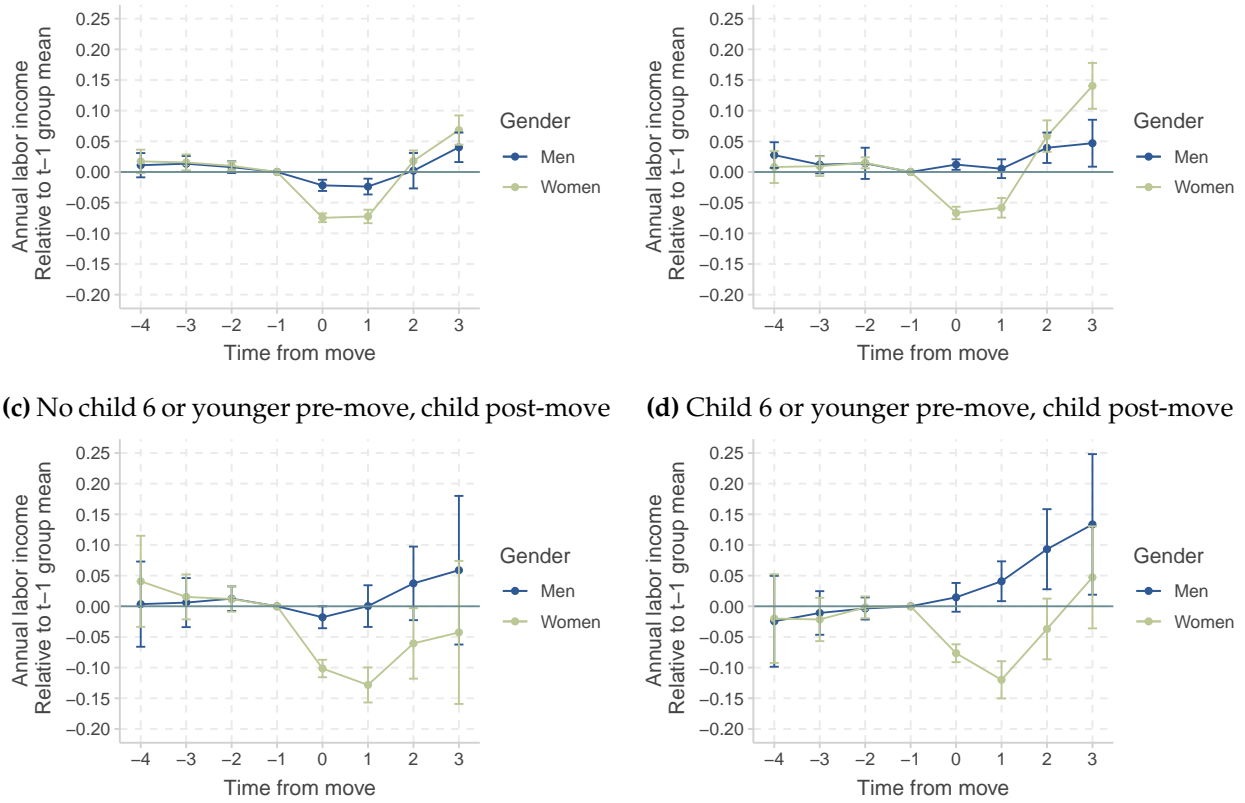 0.25
0.20
0.15
0.10
0.05
0.00
−0.05
−0.10
−0.15
−0.20
Annual labor income
Relative to t−1 group mean
−4 −3 −2 −1 0 1 2 3
Time from move
Gender
Men
Women
0.25
0.20
0.15
0.10
0.05
0.00
−0.05
−0.10
−0.15
−0.20
Annual labor income
Relative to t−1 group mean
−4 −3 −2 −1 0 1 2 3
Time from move
Gender
Men
Women
(c) No child 6 or younger pre-move, child post-move
0.25
0.20
0.15
0.10
0.05
0.00
−0.05
−0.10
−0.15
−0.20
Annual labor income
Relative to t−1 group mean
−4 −3 −2 −1 0 1 2 3
Time from move
Gender
Men
Women
(d) Child 6 or younger pre-move, child post-move
0.25
0.20
0.15
0.10
0.05
0.00
−0.05
−0.10
−0.15
−0.20
Annual labor income
Relative to t−1 group mean
−4 −3 −2 −1 0 1 2 3
Time from move
Gender
Men
Women